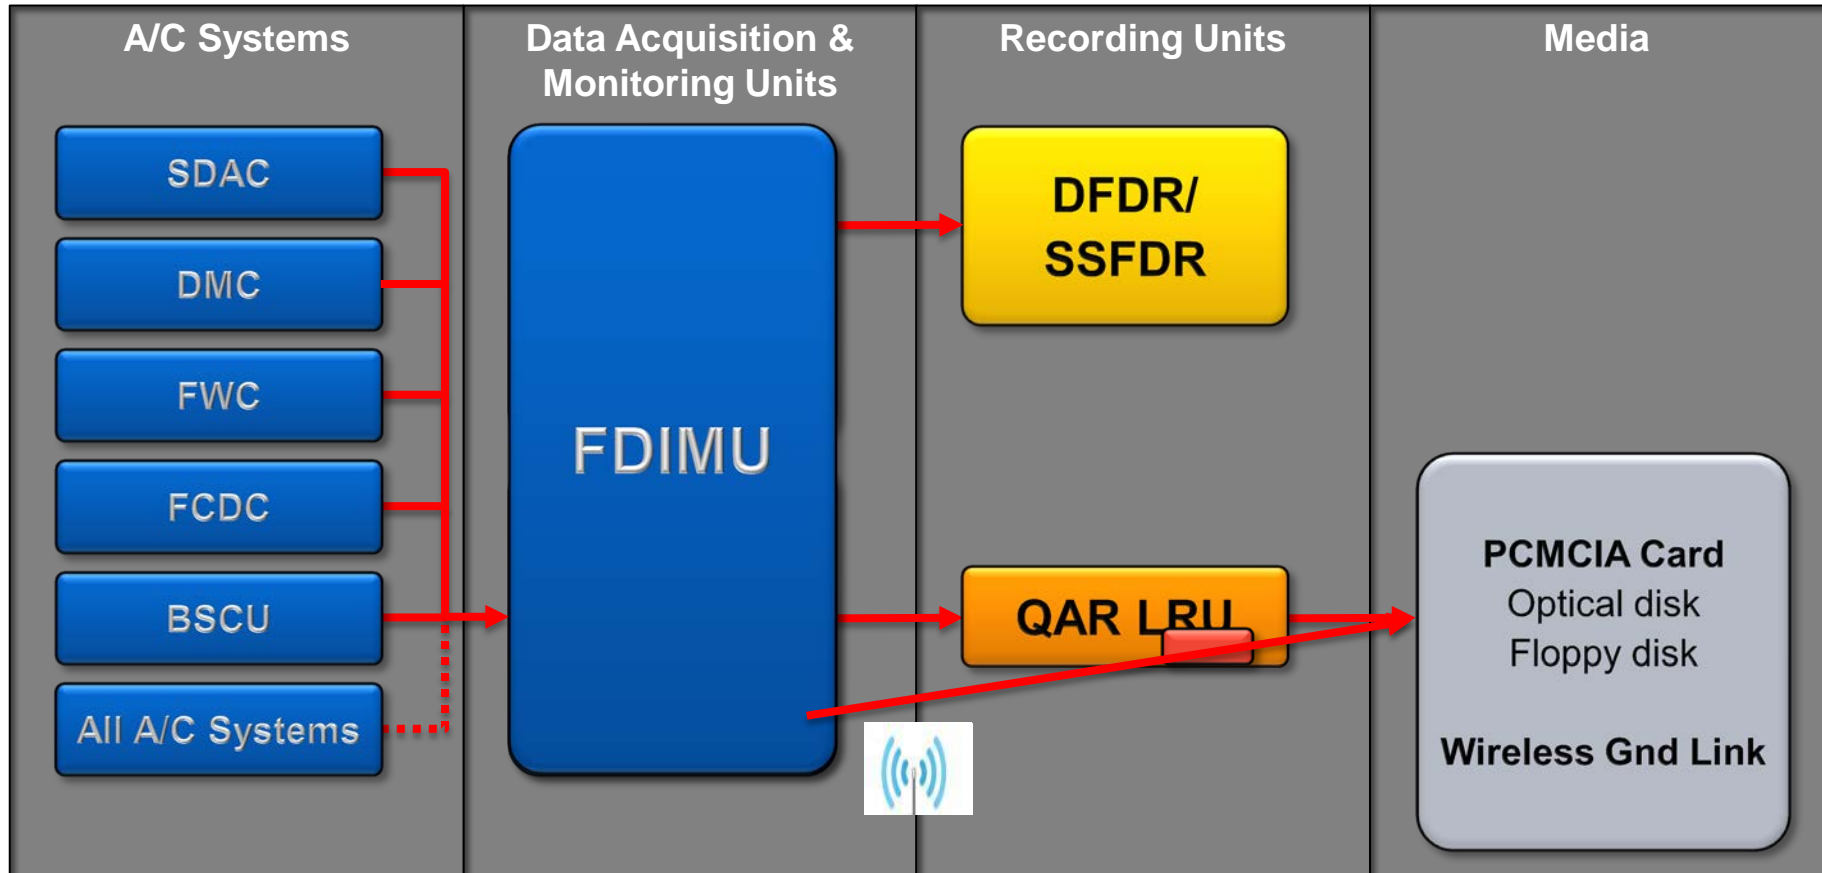 A/C Systems
Data Acquisition &
Monitoring Units
Recording Units
Media
SDAC
DMC
FWC
FCDC
BSCU
All A/C Systems
FDIMU
DFDR/
SSFDR
QAR LRU
PCMCIA Card
Optical disk
Floppy disk
Wireless Gnd Link